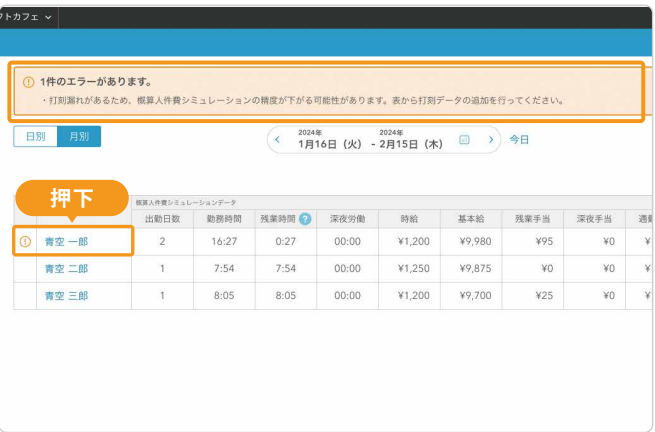 フトカフェ
1件のエラーがあります。
・打刻漏れがあるため、概算人件費シミュレーションの精度が下がる可能性があります。表から打刻データの追加を行ってください。
日別 月別
2024年 2024年
1月16日（火） - 2月15日（木） 今日
押下
概算人件費シミュレーションデータ
出勤日数 勤務時間 残業時間 ? 深夜労働 時給 基本給 残業手当 深夜手当 通勤
青空 一郎 2 16:27 0:27 00:00 ¥1,200 ¥9,980 ¥95 ¥0 ¥
青空 二郎 1 7:54 7:54 00:00 ¥1,250 ¥9,875 ¥0 ¥0 ¥
青空 三郎 1 8:05 8:05 00:00 ¥1,200 ¥9,700 ¥25 ¥0 ¥